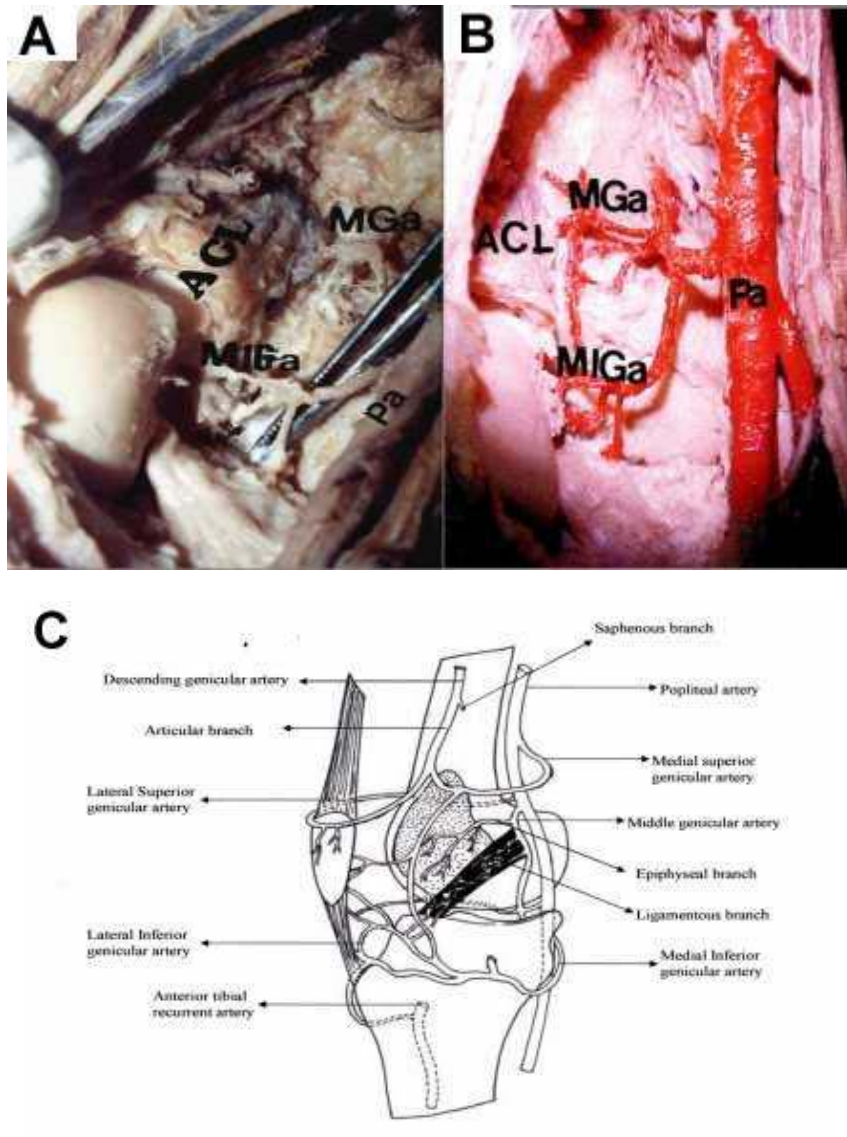 A
ACL
MGa
MIGa
Pa
B
MGa
ACL
Pa
MIGa
C
Saphenous branch
Descending genicular artery
Popliteal artery
Articular branch
Medial superior
genicular artery
Lateral Superior
genicular artery
Middle genicular artery
Epiphyseal branch
Ligamentous branch
Lateral Inferior
genicular artery
Medial Inferior
genicular artery
Anterior tibial
recurrent artery